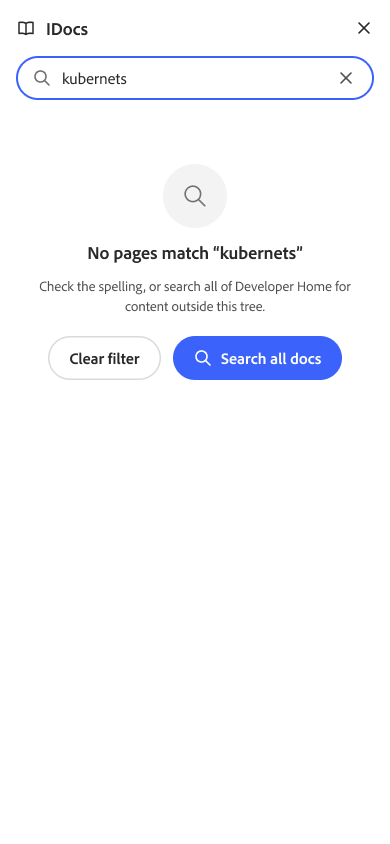 IDocs
kubernets
No pages match “kubernets”
Check the spelling, or search all of Developer Home for
content outside this tree.
Clear filter
Search all docs